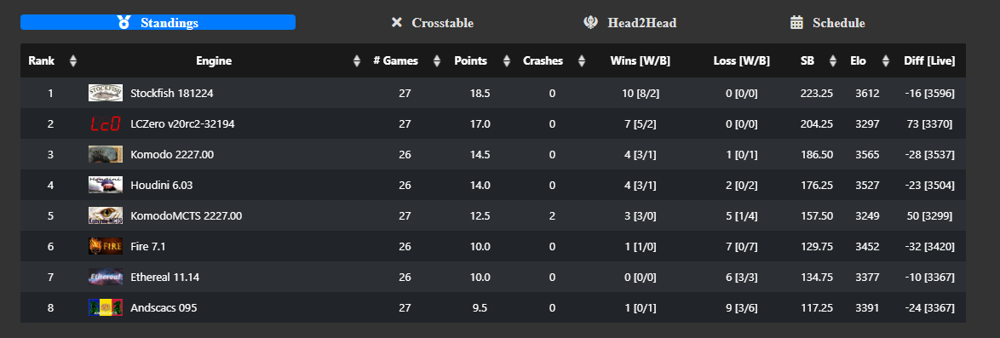 Standings Crosstable Head2Head Schedule
Rank Engine # Games Points Crashes Wins [W/B] Loss [W/B] SB Elo Diff [Live]
1 STOCKFISH Stockfish 181224 27 18.5 0 10 [8/2] 0 [0/0] 223.25 3612 -16 [3596]
2 Lc0 LCZero v20rc2-32194 27 17.0 0 7 [5/2] 0 [0/0] 204.25 3297 73 [3370]
3 Komodo 2227.00 26 14.5 0 4 [3/1] 1 [0/1] 186.50 3565 -28 [3537]
4 Houdini Houdini 6.03 26 14.0 0 4 [3/1] 2 [0/2] 176.25 3527 -23 [3504]
5 Komodo-MCTS KomodoMCTS 2227.00 27 12.5 2 3 [3/0] 5 [1/4] 157.50 3249 50 [3299]
6 FIRE Fire 7.1 26 10.0 0 1 [1/0] 7 [0/7] 129.75 3452 -32 [3420]
7 Ethereal Ethereal 11.14 26 10.0 0 0 [0/0] 6 [3/3] 134.75 3377 -10 [3367]
8 Andscacs 095 27 9.5 0 1 [0/1] 9 [3/6] 117.25 3391 -24 [3367]